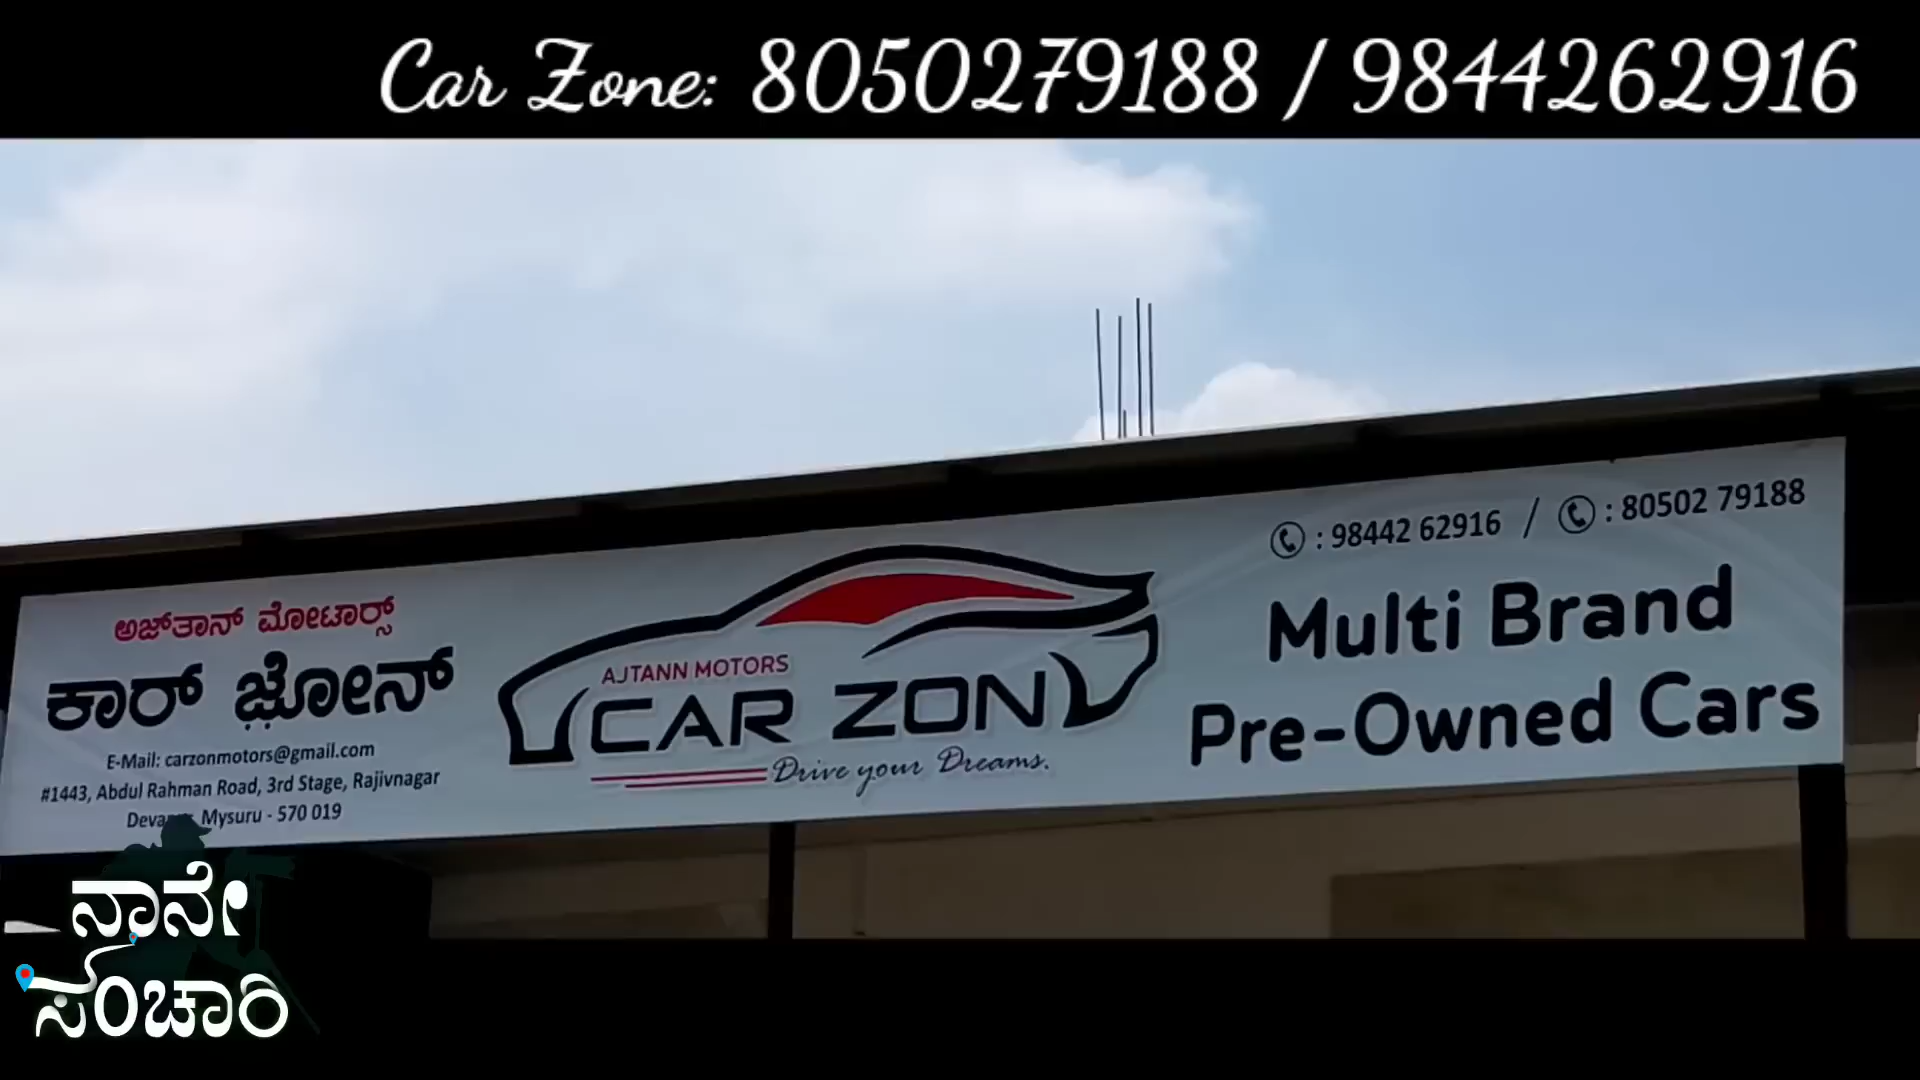 Car Zone: 8050279188 / 9844262916
: 98442 62916 / : 80502 79188
ಅಜ್‌ತಾನ್ ಮೋಟಾರ್ಸ್
ಕಾರ್ ಝೋನ್
E-Mail: carzonmotors@gmail.com
#1443, Abdul Rahman Road, 3rd Stage, Rajivnagar
Mysuru - 570 019
AJTANN MOTORS
CAR ZON
Drive your Dreams.
Multi Brand
Pre-Owned Cars
ನಾನೇ
ಸಂಚಾರಿ